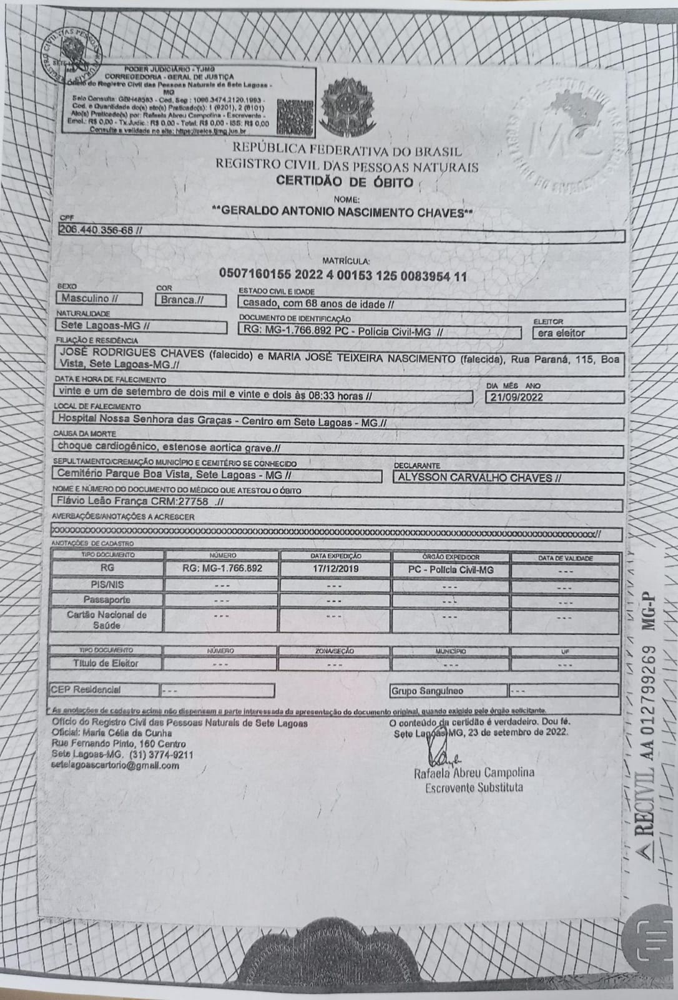 PODER JUDICIÁRIO - TJMG
CORREGEDORIA - GERAL DE JUSTIÇA
Ofício do Registro Civil das Pessoas Naturais de Sete Lagoas -
MG
Selo Consulta: GBH48583 - Cod. Seg : 1096.3474.2120.1993 -
Cod. e Quantidade do(s) ato(s) Praticado(s): 1 (9201), 2 (8101)
Ato(s) Praticado(s) por: Rafaela Abreu Campolina - Escrevente -
Emol.: R$ 0,00 - Tx.Judic.: R$ 0,00 - Total: R$ 0,00 - ISS: R$ 0,00
Consulte a validade no site: https://selos.tjmg.jus.br
REPÚBLICA FEDERATIVA DO BRASIL
REGISTRO CIVIL DAS PESSOAS NATURAIS
CERTIDÃO DE ÓBITO
NOME:
**GERALDO ANTONIO NASCIMENTO CHAVES**
CPF
206.440.356-68 //
MATRÍCULA:
0507160155 2022 4 00153 125 0083954 11
SEXO COR ESTADO CIVIL E IDADE
Masculino // Branca.// casado, com 68 anos de idade //
NATURALIDADE DOCUMENTO DE IDENTIFICAÇÃO ELEITOR
Sete Lagoas-MG // RG: MG-1.766.892 PC - Polícia Civil-MG // era eleitor
FILIAÇÃO E RESIDÊNCIA
JOSÉ RODRIGUES CHAVES (falecido) e MARIA JOSÉ TEIXEIRA NASCIMENTO (falecida), Rua Paraná, 115, Boa
Vista, Sete Lagoas-MG.//
DATA E HORA DE FALECIMENTO DIA MÊS ANO
vinte e um de setembro de dois mil e vinte e dois às 08:33 horas // 21/09/2022
LOCAL DE FALECIMENTO
Hospital Nossa Senhora das Graças - Centro em Sete Lagoas - MG.//
CAUSA DA MORTE
choque cardiogênico, estenose aortica grave.//
SEPULTAMENTO/CREMAÇÃO MUNICÍPIO E CEMITÉRIO SE CONHECIDO DECLARANTE
Cemitério Parque Boa Vista, Sete Lagoas - MG // ALYSSON CARVALHO CHAVES //
NOME E NÚMERO DO DOCUMENTO DO MÉDICO QUE ATESTOU O ÓBITO
Flávio Leão França CRM:27758 .//
AVERBAÇÕES/ANOTAÇÕES A ACRESCER
ANOTAÇÕES DE CADASTRO
TIPO DOCUMENTO NÚMERO DATA EXPEDIÇÃO ÓRGÃO EXPEDIDOR DATA DE VALIDADE
RG RG: MG-1.766.892 17/12/2019 PC - Polícia Civil-MG ---
PIS/NIS --- --- --- ---
Passaporte --- --- --- ---
Cartão Nacional de
Saúde --- --- --- ---
TIPO DOCUMENTO NÚMERO ZONA/SEÇÃO MUNICÍPIO UF
Título de Eleitor --- --- --- ---
CEP Residencial --- Grupo Sanguíneo ---
* As anotações de cadastro acima não dispensam a parte interessada da apresentação do documento original, quando exigido pelo órgão solicitante.
Ofício do Registro Civil das Pessoas Naturais de Sete Lagoas
Oficial: Maria Célia da Cunha
Rua Fernando Pinto, 160 Centro
Sete Lagoas-MG. (31) 3774-9211
setelagoascartorio@gmail.com
O conteúdo da certidão é verdadeiro. Dou fé.
Sete Lagoas/MG, 23 de setembro de 2022.
Rafaela Abreu Campolina
Escrevente Substituta
RECIVIL AA 012799269 MG-P